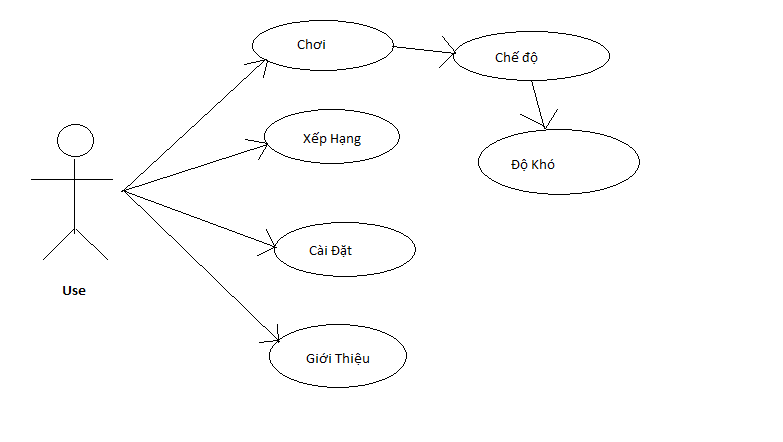 Chơi
Chế độ
Xếp Hạng
Độ Khó
Cài Đặt
Use
Giới Thiệu